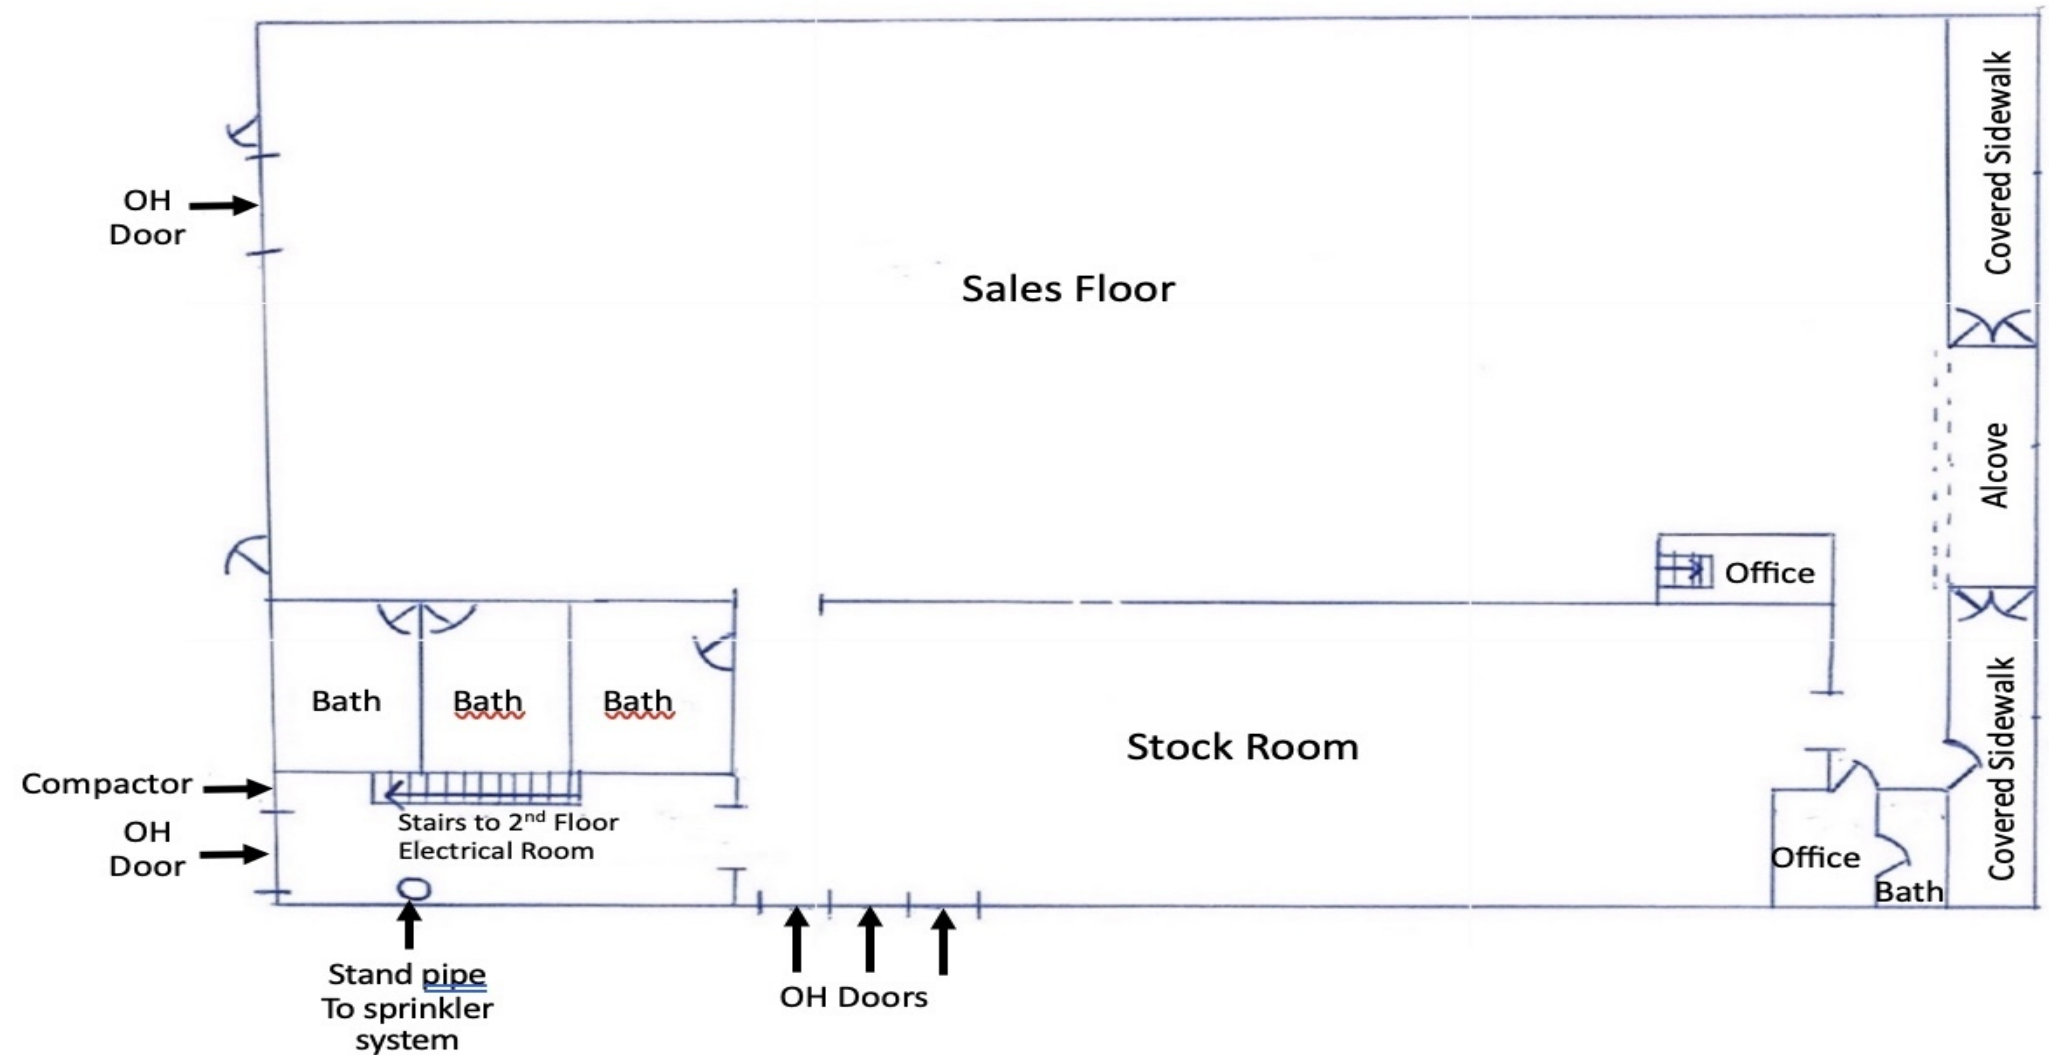 Covered Sidewalk
OH
Door
Sales Floor
Alcove
Office
Bath
Bath
Bath
Stock Room
Covered Sidewalk
Compactor
Stairs to 2nd Floor
Electrical Room
OH
Door
Office
Bath
Stand pipe
To sprinkler
system
OH Doors